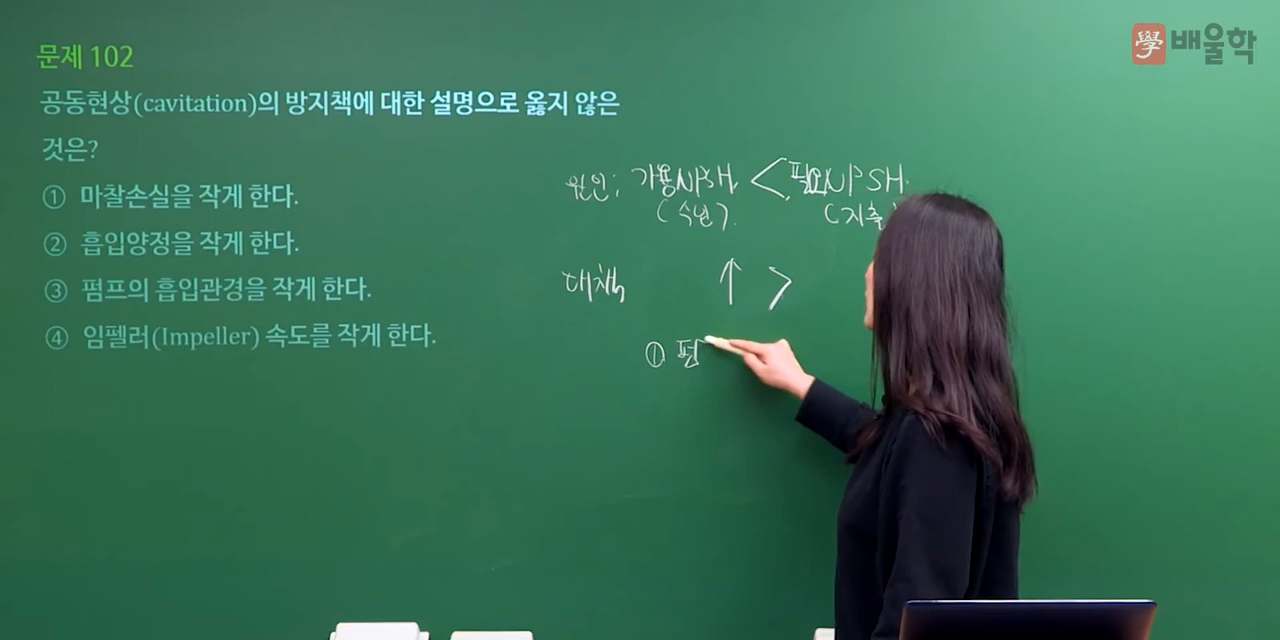 學 배울학
문제 102
공동현상(cavitation)의 방지책에 대한 설명으로 옳지 않은
것은?
① 마찰손실을 작게 한다.
② 흡입양정을 작게 한다.
③ 펌프의 흡입관경을 작게 한다.
④ 임펠러(Impeller) 속도를 작게 한다.
원인; 가용NPSH < 필요NPSH
(수입) (지출)
대책 ↑ >
① 펌